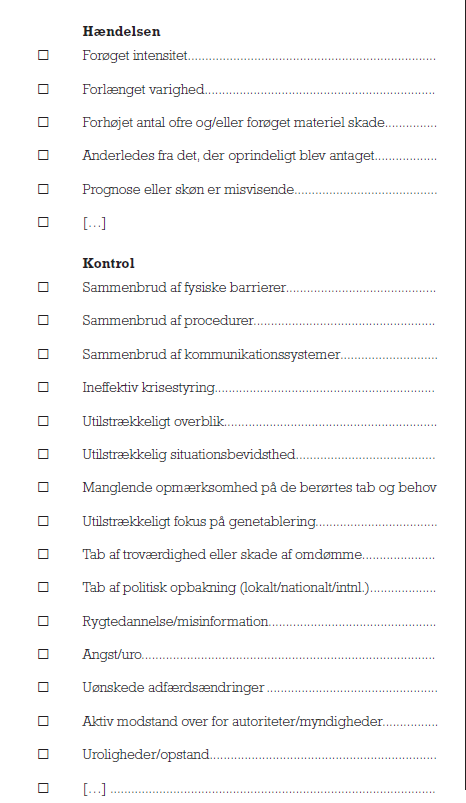 Hændelsen
☐ Forøget intensitet.......................................................................
☐ Forlænget varighed..................................................................
☐ Forhøjet antal ofre og/eller forøget materiel skade...............
☐ Anderledes fra det, der oprindeligt blev antaget..................
☐ Prognose eller skøn er misvisende.........................................
☐ […]
Kontrol
☐ Sammenbrud af fysiske barrierer...........................................
☐ Sammenbrud af procedurer....................................................
☐ Sammenbrud af kommunikationssystemer............................
☐ Ineffektiv krisestyring...............................................................
☐ Utilstrækkeligt overblik.............................................................
☐ Utilstrækkelig situationsbevidsthed........................................
☐ Manglende opmærksomhed på de berørtes tab og behov
☐ Utilstrækkeligt fokus på genetablering...................................
☐ Tab af troværdighed eller skade af omdømme.....................
☐ Tab af politisk opbakning (lokalt/nationalt/intnl.)...................
☐ Rygtedannelse/misinformation................................................
☐ Angst/uro....................................................................................
☐ Uønskede adfærdsændringer .................................................
☐ Aktiv modstand over for autoriteter/myndigheder................
☐ Uroligheder/opstand.................................................................
☐ […] .............................................................................................